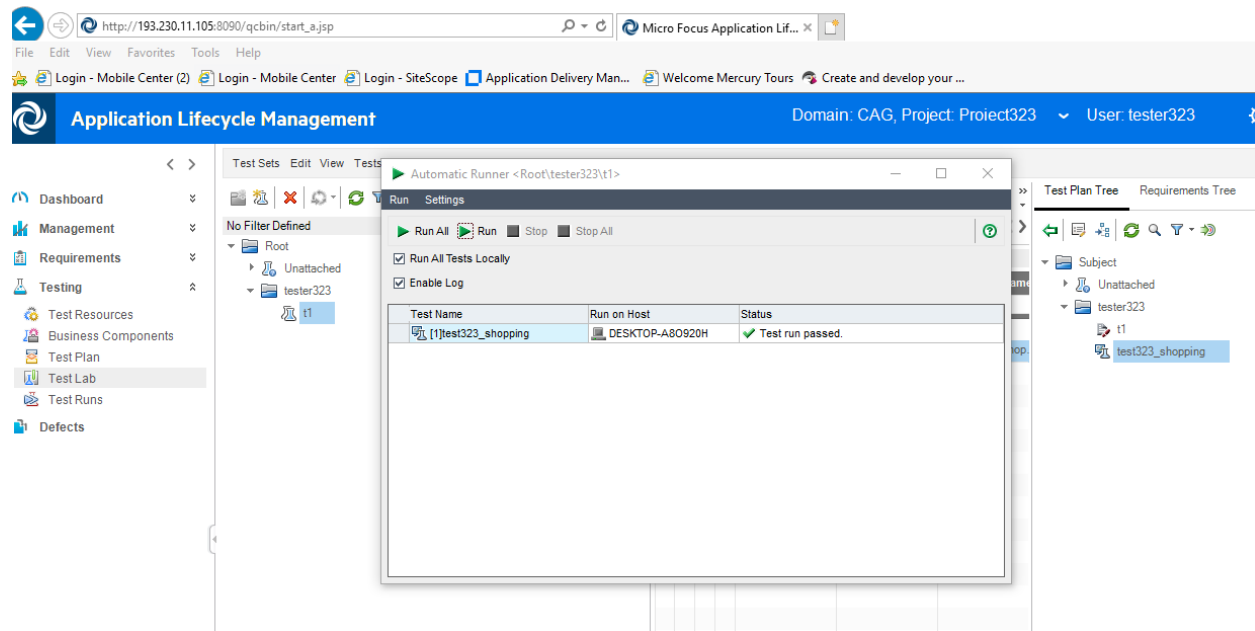 http://193.230.11.105:8090/qcbin/start_a.jsp
Micro Focus Application Lif...
File Edit View Favorites Tools Help
Login - Mobile Center (2) Login - Mobile Center Login - SiteScope Application Delivery Man... Welcome Mercury Tours Create and develop your ...
Application Lifecycle Management
Domain: CAG, Project: Proiect323
User: tester323
Dashboard
Management
Requirements
Testing
Test Resources
Business Components
Test Plan
Test Lab
Test Runs
Defects
Test Sets Edit View Tests
No Filter Defined
Root
Unattached
tester323
t1
Automatic Runner <Root\tester323\t1>
Run Settings
Run All Run Stop Stop All
Run All Tests Locally
Enable Log
Test Name Run on Host Status
[1]test323_shopping DESKTOP-A8O920H Test run passed.
Test Plan Tree Requirements Tree
Subject
Unattached
tester323
t1
test323_shopping